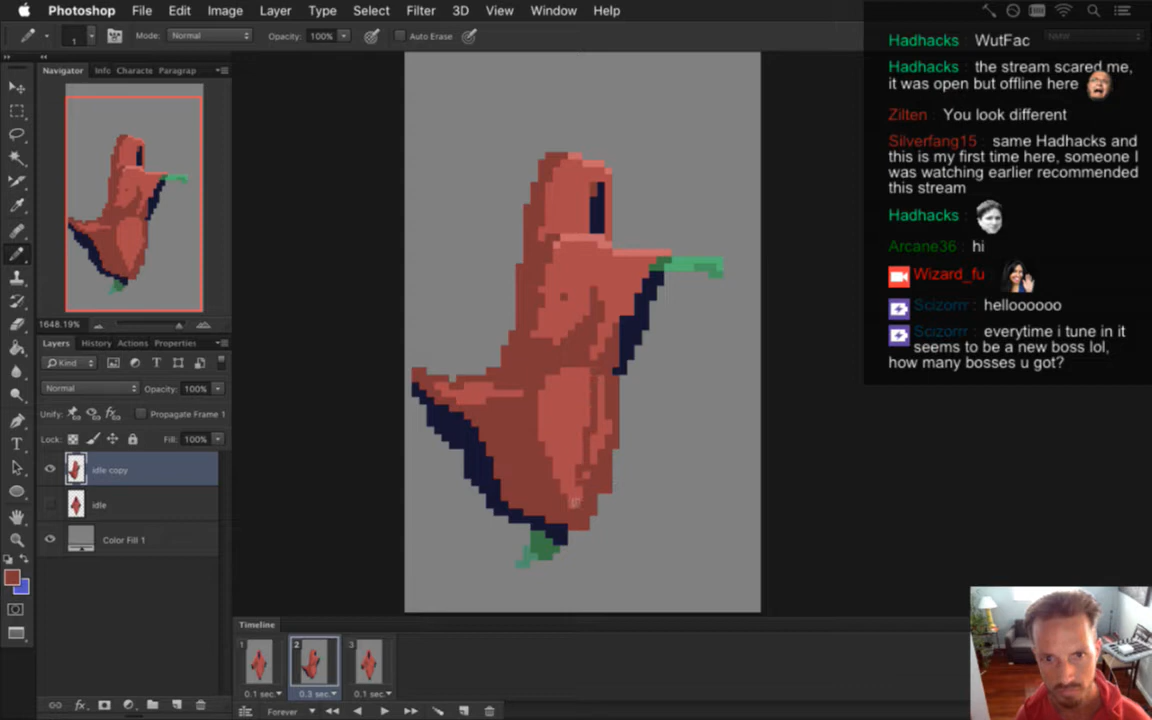 Photoshop File Edit Image Layer Type Select Filter 3D View Window Help
1 Mode: Normal Opacity: 100% Auto Erase
Navigator Info Characte Paragrap
1648.19%
Layers History Actions Properties
Kind
Normal Opacity: 100%
Unify: Propagate Frame 1
Lock: Fill: 100%
idle copy
idle
Color Fill 1
Hadhacks WutFac
Hadhacks : the stream scared me,
it was open but offline here
Zilten : You look different
Silverfang15 : same Hadhacks and
this is my first time here, someone I
was watching earlier recommended
this stream
Hadhacks :
Arcane36 : hi
Wizard_fu :
Scizorrr : helloooooo
Scizorrr : everytime i tune in it
seems to be a new boss lol,
how many bosses u got?
Timeline
1 2 3
0.1 sec. 0.3 sec. 0.1 sec.
Forever